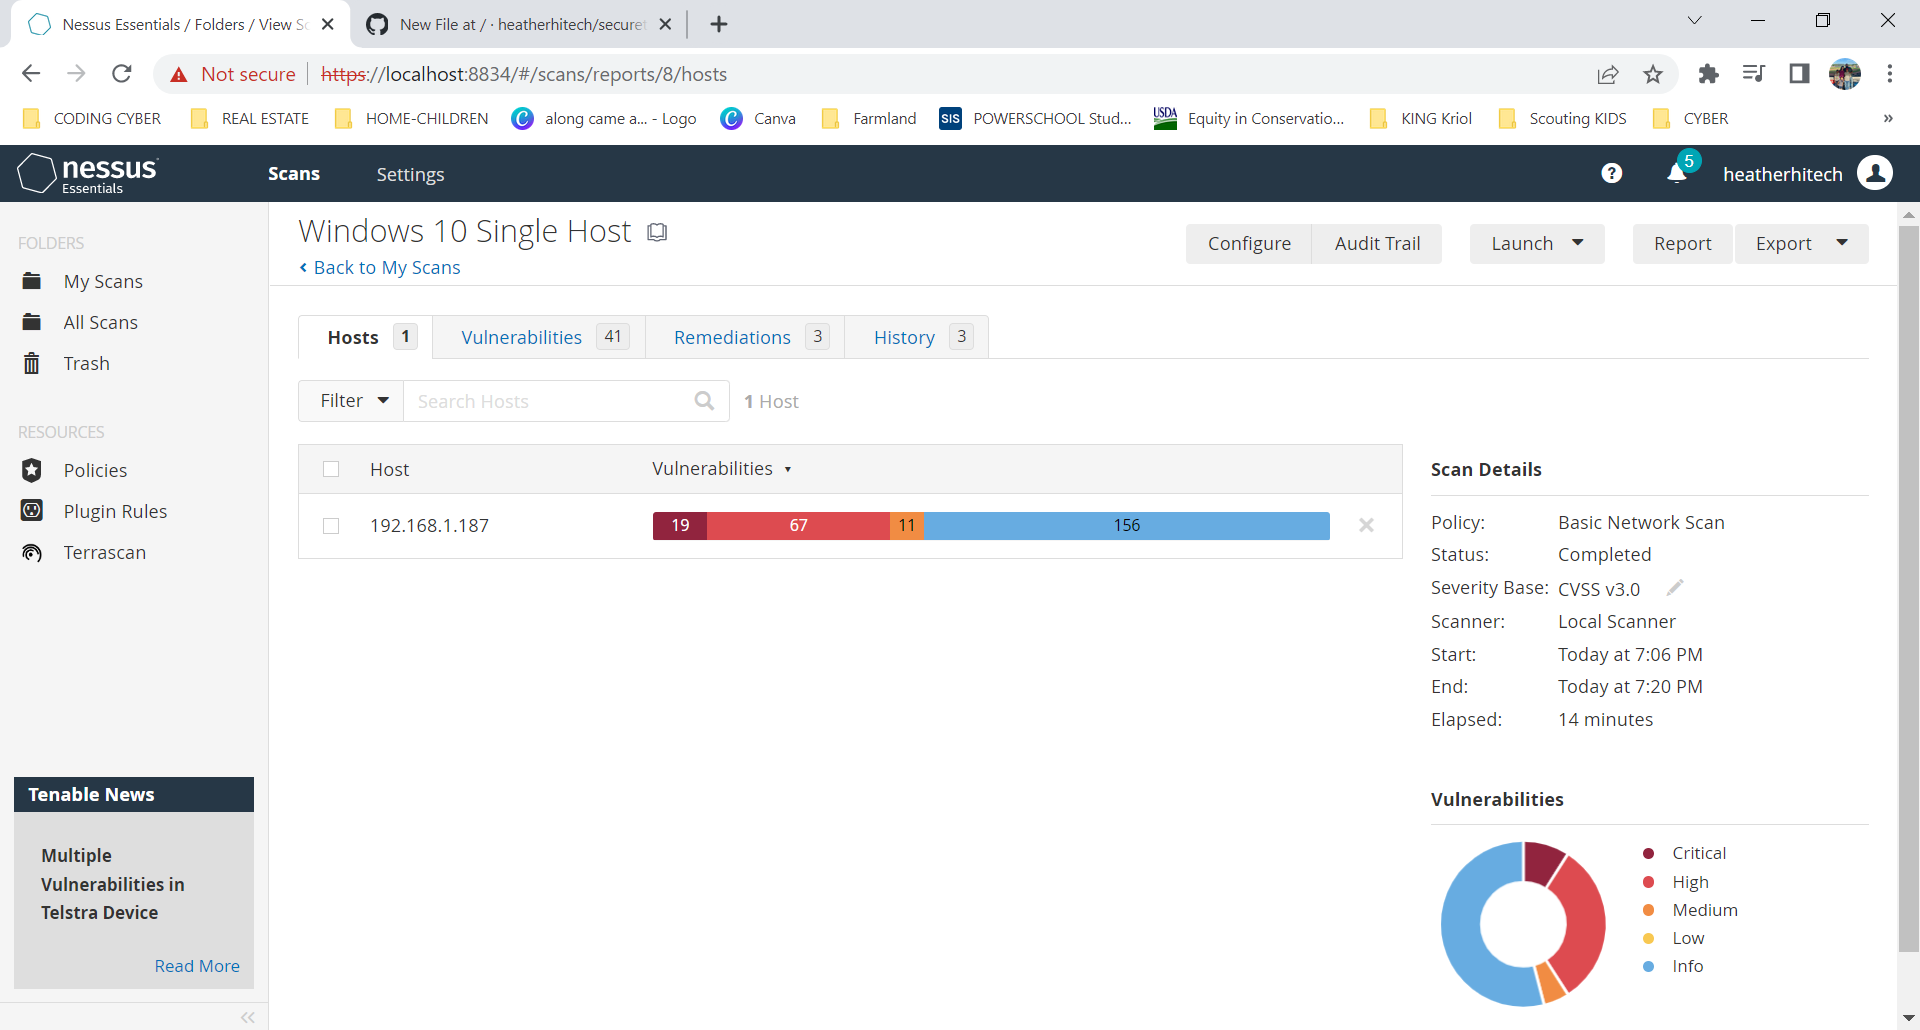 Nessus Essentials / Folders / View Sc
New File at / · heatherhitech/securet
Not secure
https://localhost:8834/#/scans/reports/8/hosts
CODING CYBER
REAL ESTATE
HOME-CHILDREN
along came a... - Logo
Canva
Farmland
SIS
POWERSCHOOL Stud...
USDA
Equity in Conservatio...
KING Kriol
Scouting KIDS
CYBER
»
nessus
Essentials
Scans
Settings
?
5
heatherhitech
FOLDERS
My Scans
All Scans
Trash
RESOURCES
Policies
Plugin Rules
Terrascan
Tenable News
Multiple
Vulnerabilities in
Telstra Device
Read More
Windows 10 Single Host
Back to My Scans
Configure
Audit Trail
Launch
Report
Export
Hosts 1
Vulnerabilities 41
Remediations 3
History 3
Filter
Search Hosts
1 Host
Host Vulnerabilities
192.168.1.187 19 67 11 156
Scan Details
Policy: Basic Network Scan
Status: Completed
Severity Base: CVSS v3.0
Scanner: Local Scanner
Start: Today at 7:06 PM
End: Today at 7:20 PM
Elapsed: 14 minutes
Vulnerabilities
Critical
High
Medium
Low
Info